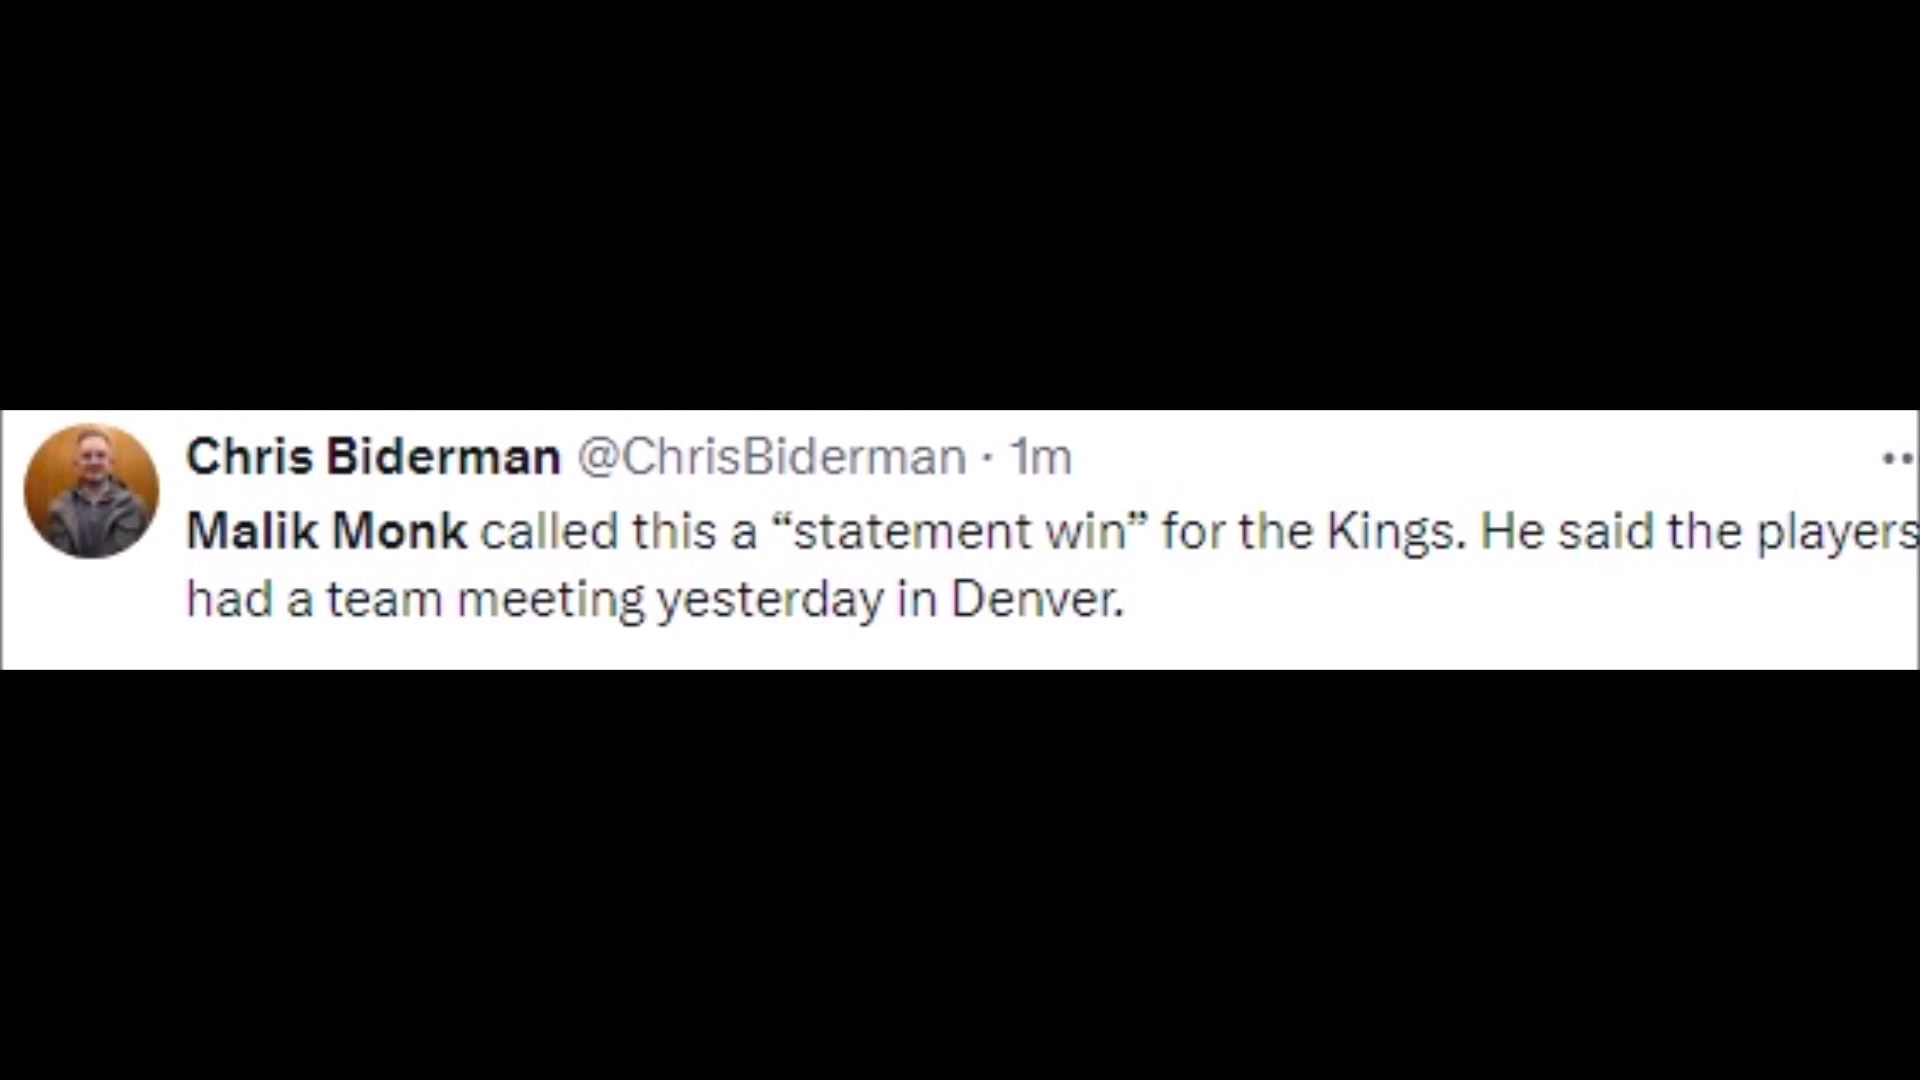 Chris Biderman @ChrisBiderman · 1m
Malik Monk called this a “statement win” for the Kings. He said the players
had a team meeting yesterday in Denver.